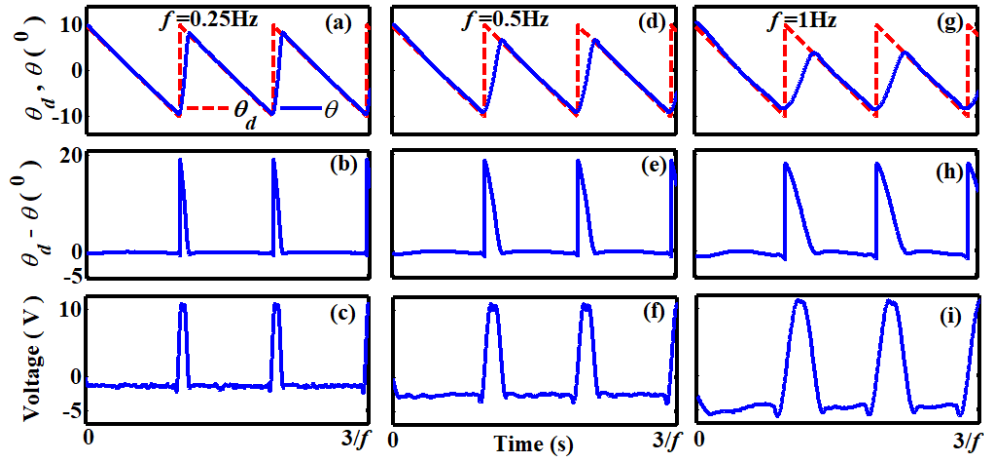 f=0.25Hz (a) f=0.5Hz (d) f=1Hz (g)
θd , θ ( 0 )
10
0
-10
θd θ
(b) (e) (h)
θd - θ ( 0 )
20
0
-5
(c) (f) (i)
Voltage ( V )
10
0
-5
0 3/f 0 Time (s) 3/f 0 3/f